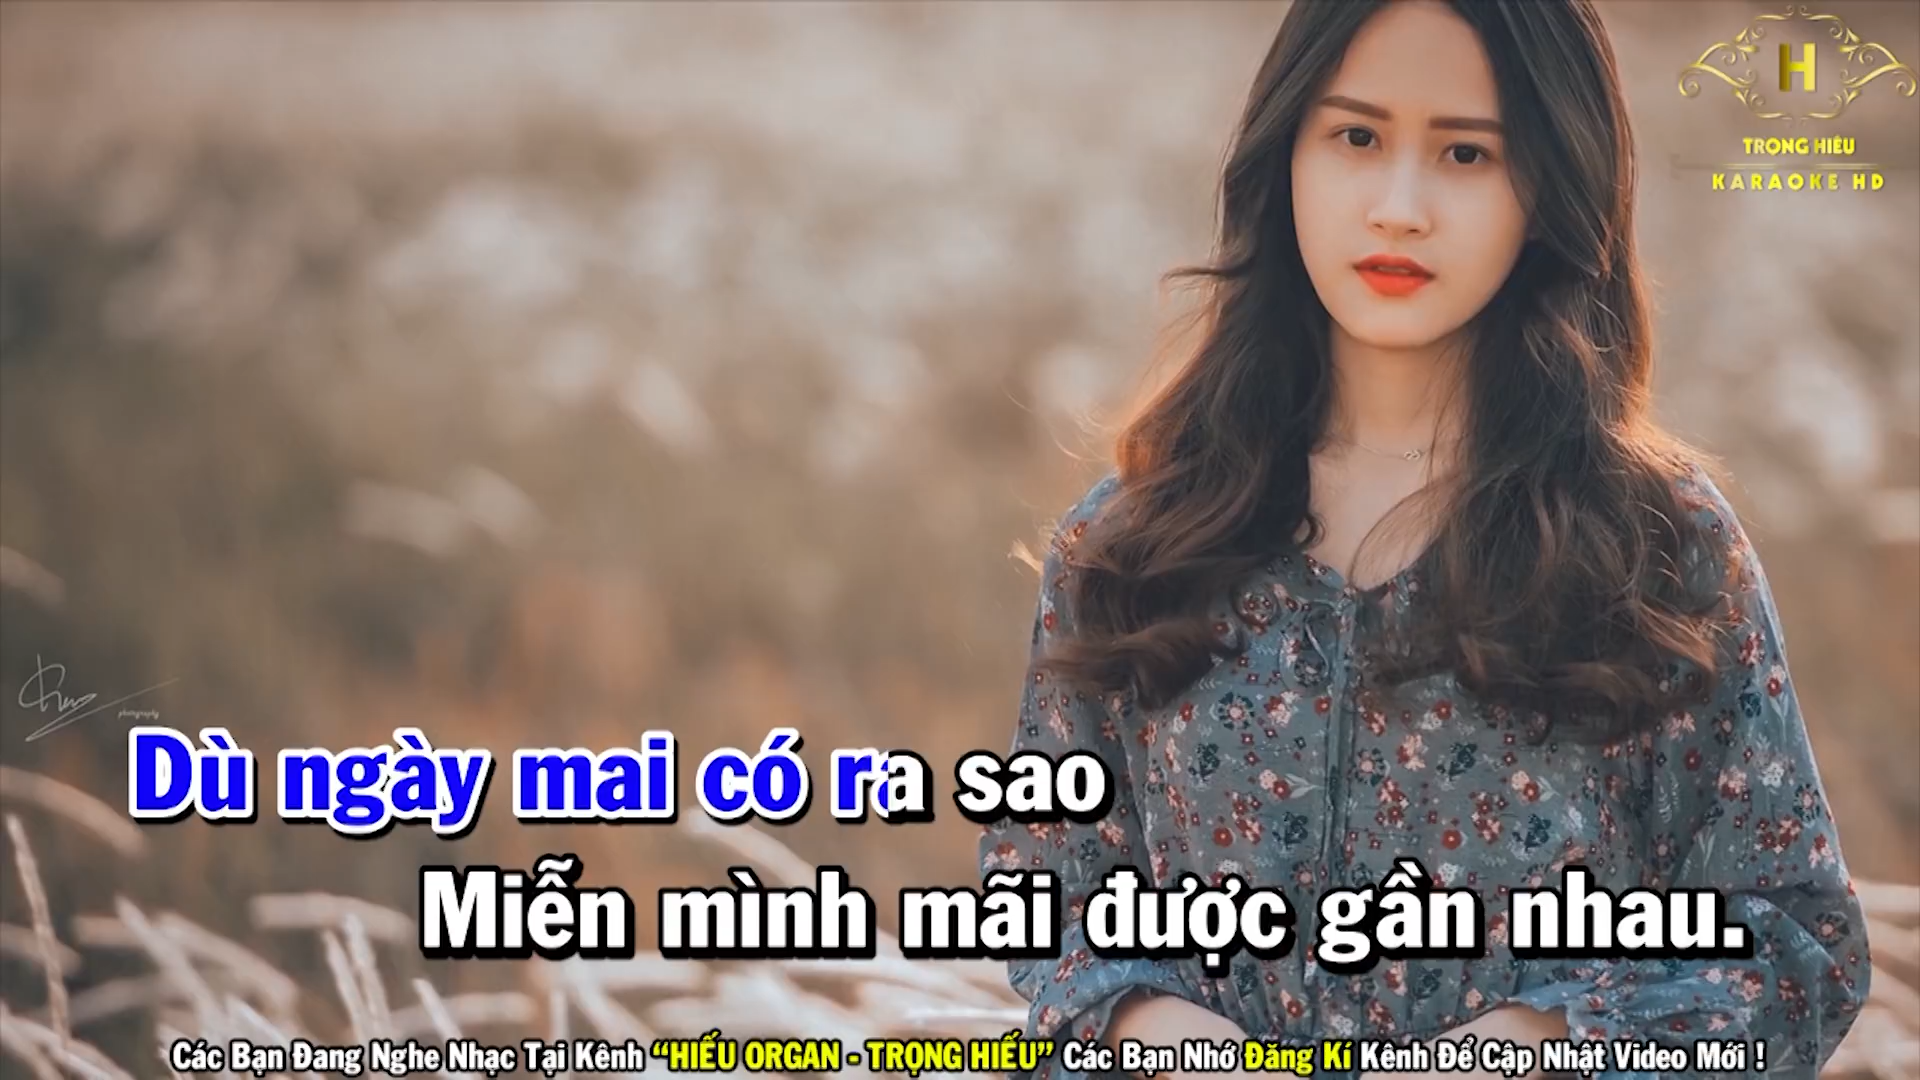 H
TRỌNG HIẾU
KARAOKE HD
photography
Dù ngày mai có ra sao
Miễn mình mãi được gần nhau.
Các Bạn Đang Nghe Nhạc Tại Kênh “HIẾU ORGAN - TRỌNG HIẾU” Các Bạn Nhớ Đăng Kí Kênh Để Cập Nhật Video Mới !